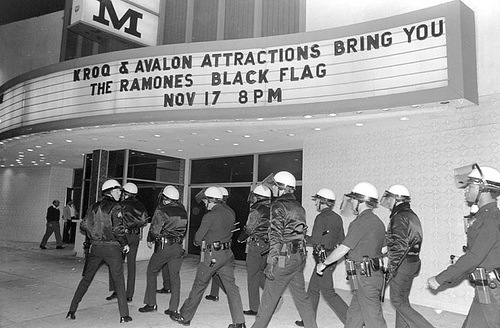 M
KROQ & AVALON ATTRACTIONS BRING YOU
THE RAMONES BLACK FLAG
NOV 17 8PM